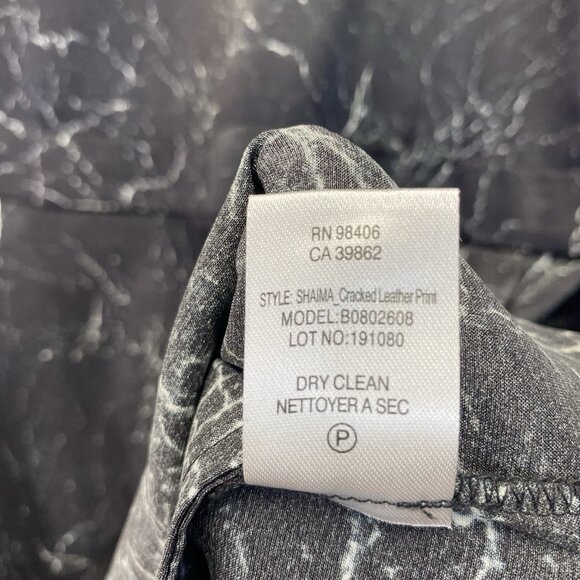 RN 98406
CA 39862
STYLE: SHAIMA_Cracked Leather Print
MODEL:B0802608
LOT NO:191080
DRY CLEAN
NETTOYER A SEC
P